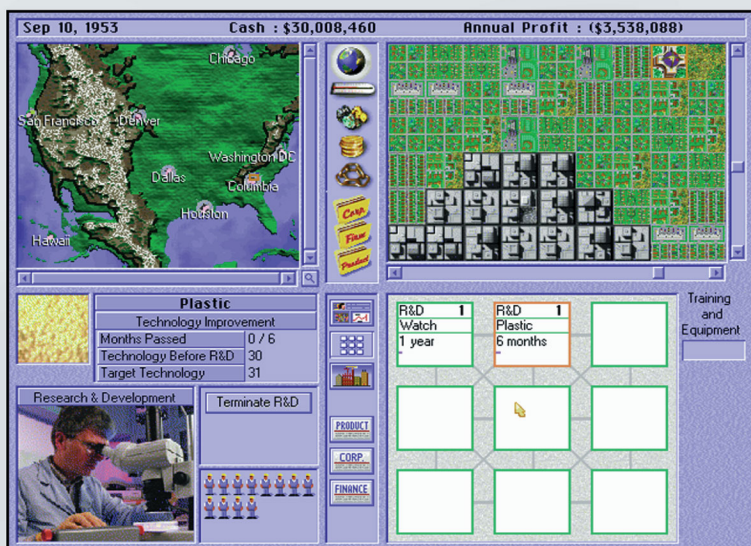 Sep 10, 1953 Cash : $30,008,460 Annual Profit : ($3,538,088)
Chicago
San Francisco
Denver
Washington DC
Dallas
Columbia
Houston
Hawaii
Corp.
Firm
Product
Plastic
Technology Improvement
Months Passed 0 / 6
Technology Before R&D 30
Target Technology 31
Research & Development
Terminate R&D
PRODUCT
CORP.
FINANCE
R&D 1
Watch
1 year
R&D 1
Plastic
6 months
Training
and
Equipment